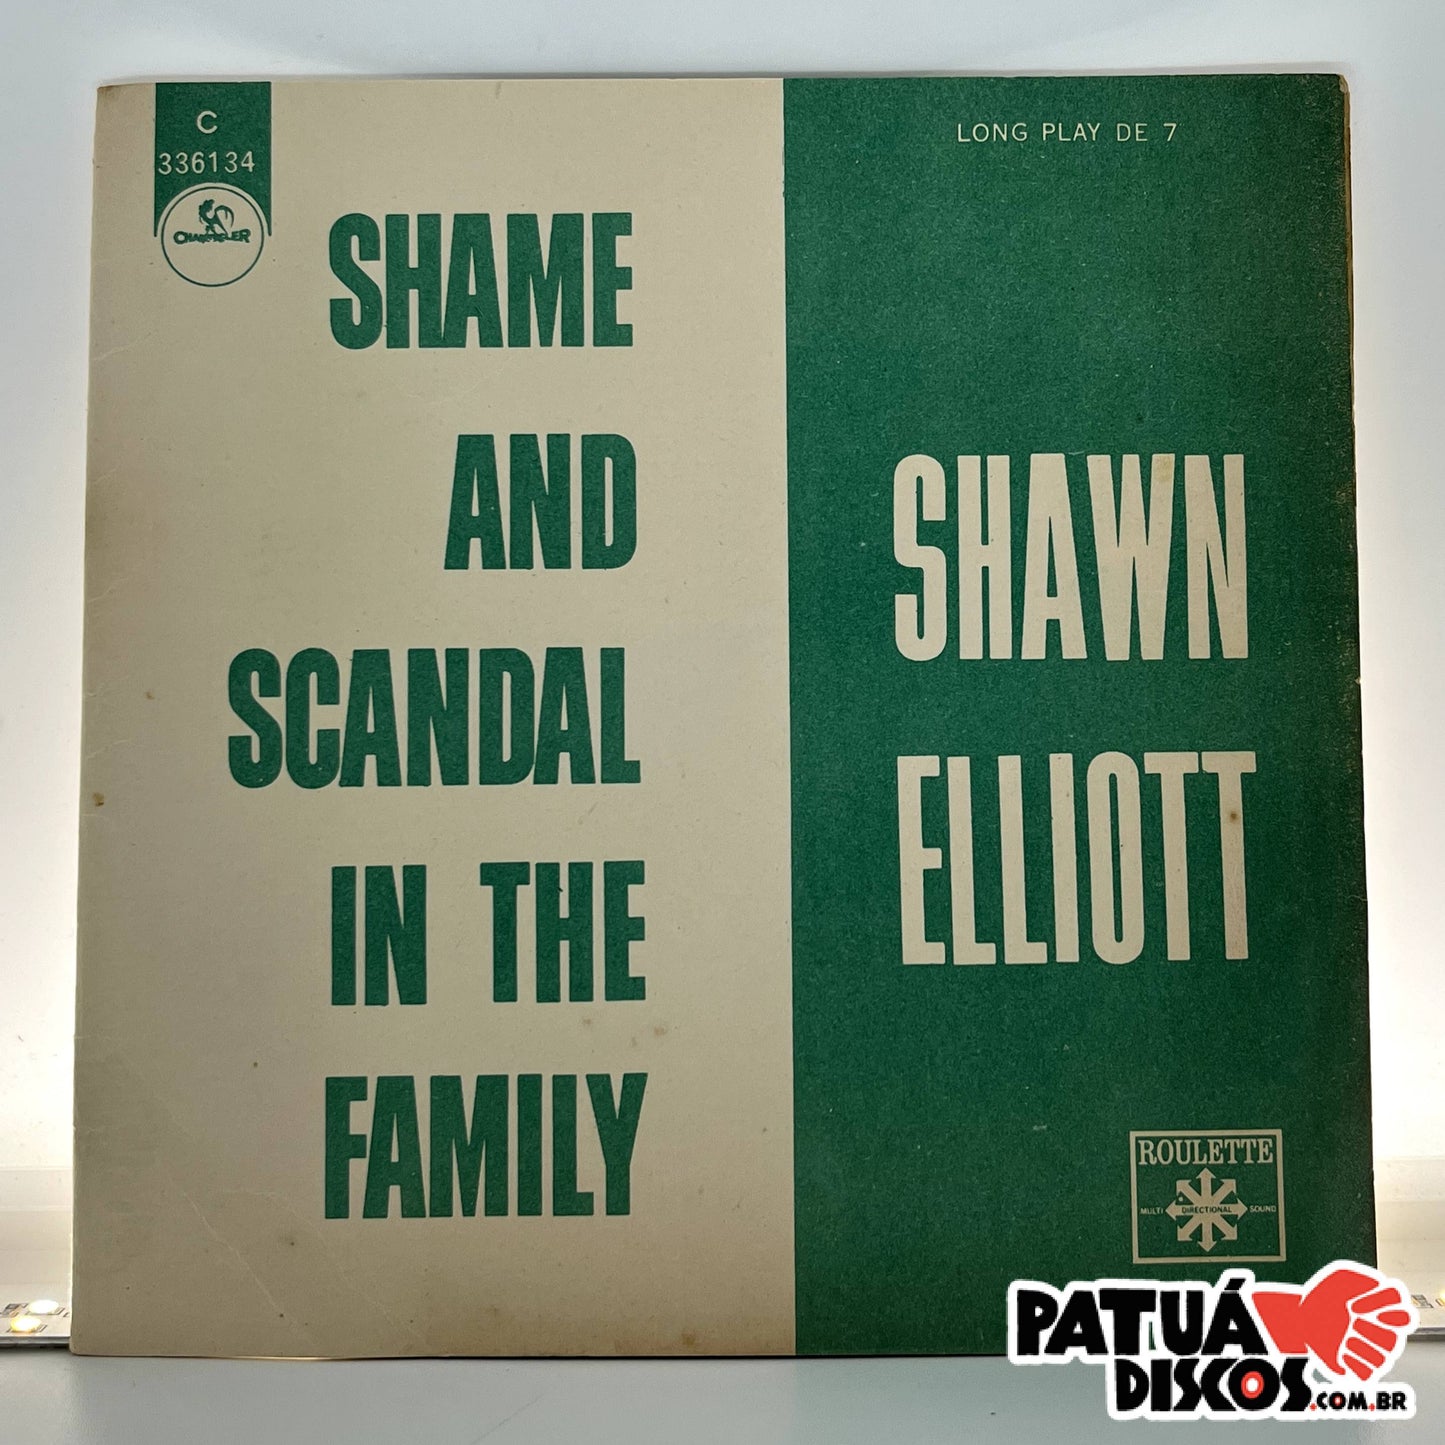 C
336134
CHANTECLER
SHAME
AND
SCANDAL
IN THE
FAMILY
LONG PLAY DE 7
SHAWN
ELLIOTT
ROULETTE
MULTI DIRECTIONAL SOUND
PATUÁ
DISCOS.COM.BR